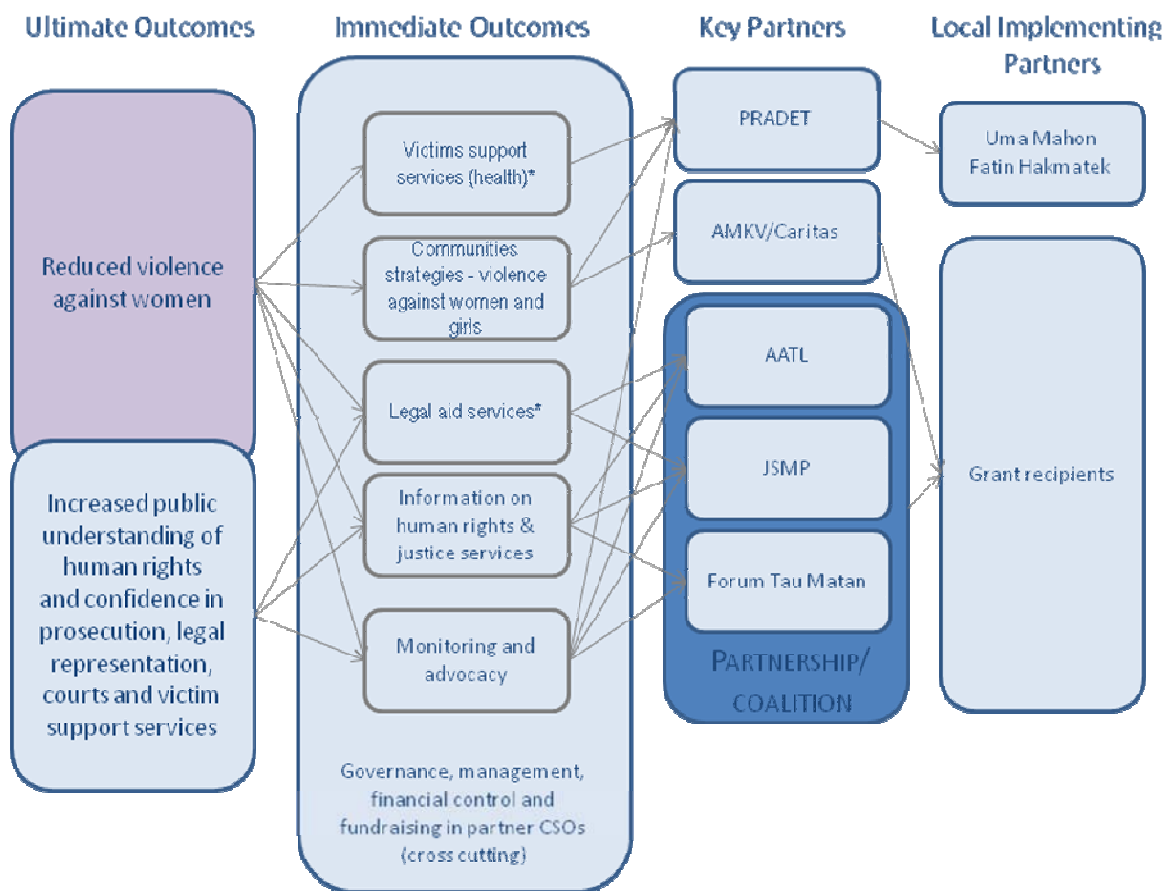 Ultimate Outcomes
Immediate Outcomes
Key Partners
Local Implementing
Partners
Reduced violence
against women
Increased public
understanding of
human rights
and confidence in
prosecution, legal
representation,
courts and victim
support services
Victims support
services (health)*
Communities
strategies - violence
against women and
girls
Legal aid services*
Information on
human rights &
justice services
Monitoring and
advocacy
Governance, management,
financial control and
fundraising in partner CSOs
(cross cutting)
PRADET
AMKV/Caritas
AATL
JSMP
Forum Tau Matan
PARTNERSHIP/
COALITION
Uma Mahon
Fatin Hakmatek
Grant recipients